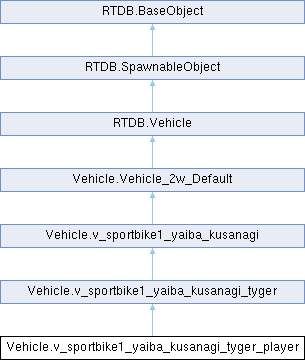 RTDB.BaseObject
RTDB.SpawnableObject
RTDB.Vehicle
Vehicle.Vehicle_2w_Default
Vehicle.v_sportbike1_yaiba_kusanagi
Vehicle.v_sportbike1_yaiba_kusanagi_tyger
Vehicle.v_sportbike1_yaiba_kusanagi_tyger_player